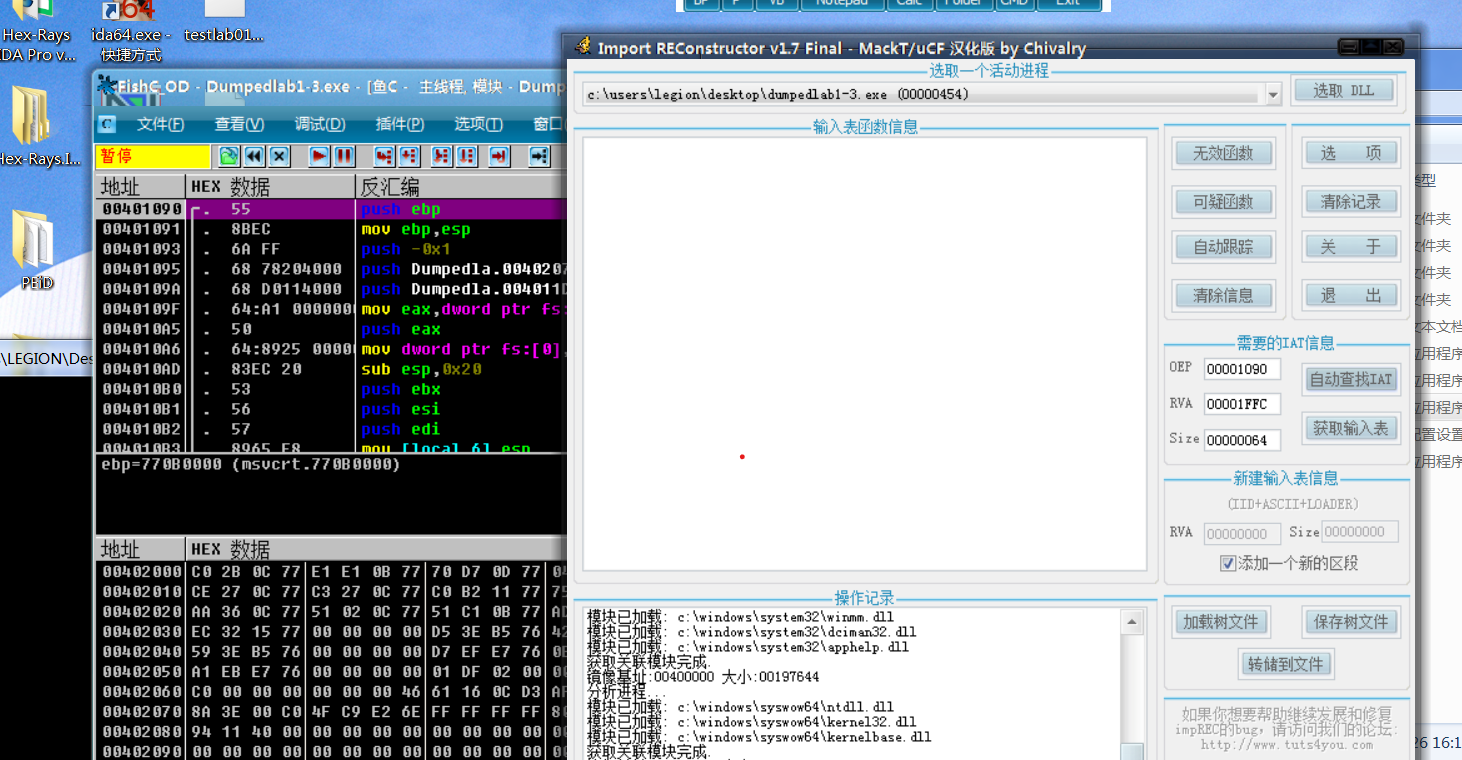 Hex-Rays
IDA Pro v...
ida64.exe -
快捷方式
testlab01...
Hex-Rays.I...
PEiD
\LEGION\Des
BP P VB Notepad Calc Folder CMD Exit
FishC_OD - Dumpedlab1-3.exe - [鱼C - 主线程, 模块 - Dump
文件(F) 查看(V) 调试(D) 插件(P) 选项(T) 窗口
暂停
地址 HEX 数据 反汇编
00401090 . 55 push ebp
00401091 . 8BEC mov ebp,esp
00401093 . 6A FF push -0x1
00401095 . 68 78204000 push Dumpedla.0040207
0040109A . 68 D0114000 push Dumpedla.004011D
0040109F . 64:A1 000000 mov eax,dword ptr fs:
004010A5 . 50 push eax
004010A6 . 64:8925 0000 mov dword ptr fs:[0],
004010AD . 83EC 20 sub esp,0x20
004010B0 . 53 push ebx
004010B1 . 56 push esi
004010B2 . 57 push edi
004010B3 . 8965 E8 mov [local.6],esp
ebp=770B0000 (msvcrt.770B0000)
地址 HEX 数据
00402000 C0 2B 0C 77 E1 E1 0B 77 70 D7 0D 77
00402010 CE 27 0C 77 C3 27 0C 77 C0 B2 11 77
00402020 AA 36 0C 77 51 02 0C 77 51 C1 0B 77
00402030 EC 32 15 77 00 00 00 00 D5 3E B5 76
00402040 59 3E B5 76 00 00 00 00 D7 EF E7 76
00402050 A1 EB E7 76 00 00 00 00 01 DF 02 00
00402060 C0 00 00 00 00 00 00 46 61 16 0C D3
00402070 8A 3E 00 C0 4F C9 E2 6E FF FF FF FF
00402080 94 11 40 00 00 00 00 00 00 00 00 00
00402090 00 00 00 00 00 00 00 00 00 00 00 00
Import REConstructor v1.7 Final - MackT/uCF 汉化版 by Chivalry
选取一个活动进程
c:\users\legion\desktop\dumpedlab1-3.exe (00000454)
选取 DLL
输入表函数信息
无效函数
选 项
可疑函数
清除记录
自动跟踪
关 于
清除信息
退 出
需要的IAT信息
OEP 00001090
自动查找IAT
RVA 00001FFC
获取输入表
Size 00000064
新建输入表信息
(IID+ASCII+LOADER)
RVA 00000000 Size 00000000
添加一个新的区段
加载树文件
保存树文件
转储到文件
如果你想要帮助继续发展和修复
impREC的bug，请访问我们的论坛:
http://www.tuts4you.com
操作记录
模块已加载: c:\windows\system32\winmm.dll
模块已加载: c:\windows\system32\dciman32.dll
模块已加载: c:\windows\system32\apphelp.dll
获取关联模块完成.
镜像基址:00400000 大小:00197644
分析进程...
模块已加载: c:\windows\syswow64\ntdll.dll
模块已加载: c:\windows\syswow64\kernel32.dll
模块已加载: c:\windows\syswow64\kernelbase.dll
获取关联模块完成.
类型
文件夹
文件夹
文件夹
文件夹
文本文档
应用程序
应用程序
应用程序
配置设置
应用程序
26 16:1